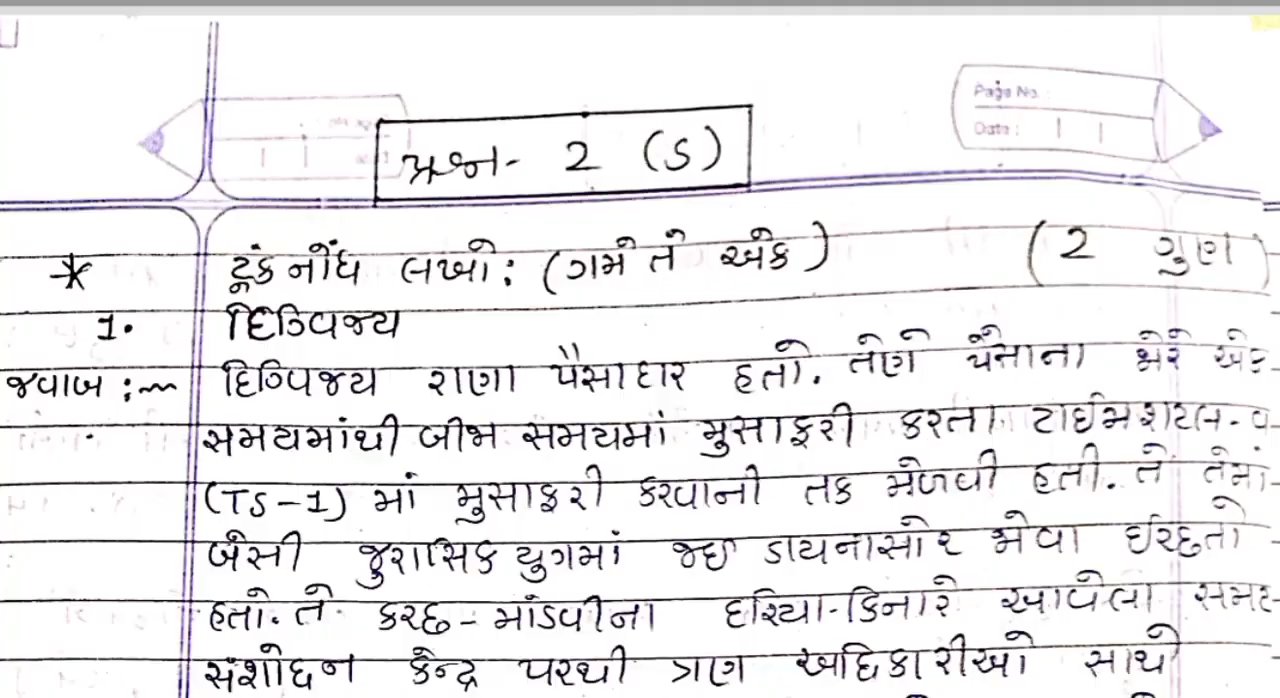 Page No.
Date :
પ્રશ્ન- 2 (ડ)
* ટૂંક નોંધ લખો: (ગમે તે એક) (2 ગુણ)
1. દિગ્વિજય
જવાબ :~ દિગ્વિજય રાણા પૈસાદાર હતો. તેણે પૈસાના જોરે એક
સમયમાંથી બીજા સમયમાં મુસાફરી કરતા ટાઈમશટલ-
(TS-1) માં મુસાફરી કરવાની તક મેળવી હતી. તે તેમાં
બેસી જુરાસિક યુગમાં જઈ ડાયનાસોર જોવા ઈચ્છતો
હતો. તે કચ્છ-માંડવીના દરિયા-કિનારે આવેલા સમય
સંશોધન કેન્દ્ર પરથી ત્રણ અધિકારીઓ સાથે